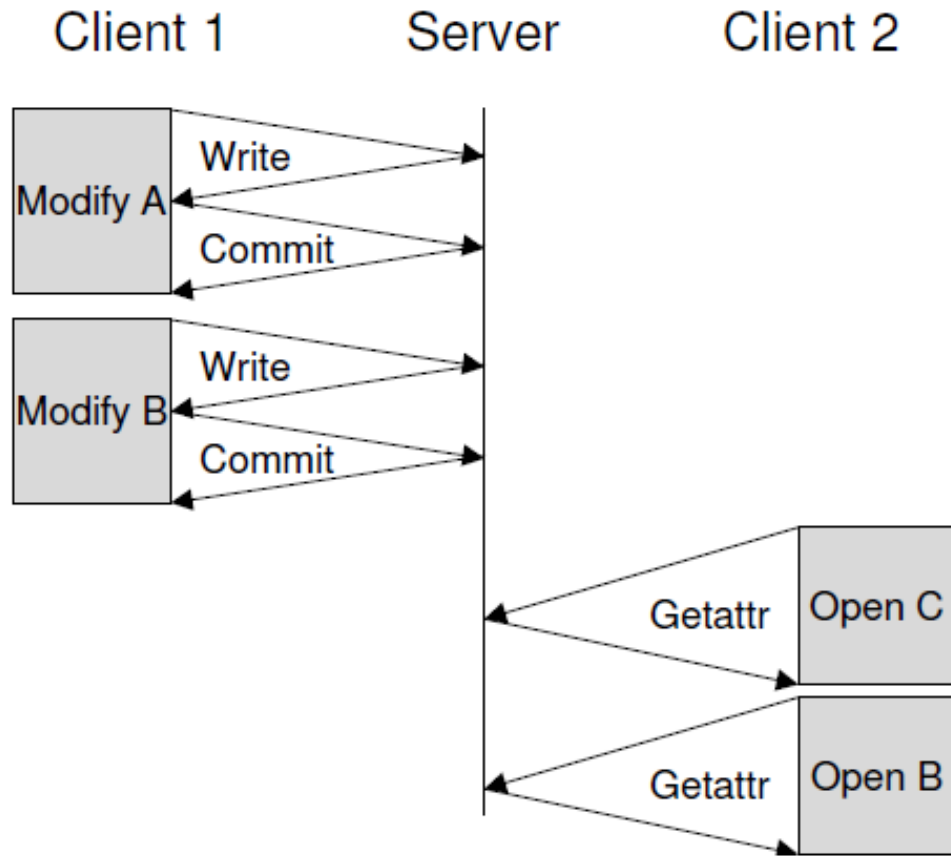 Client 1
Server
Client 2
Write
Modify A
Commit
Write
Modify B
Commit
Getattr
Open C
Getattr
Open B